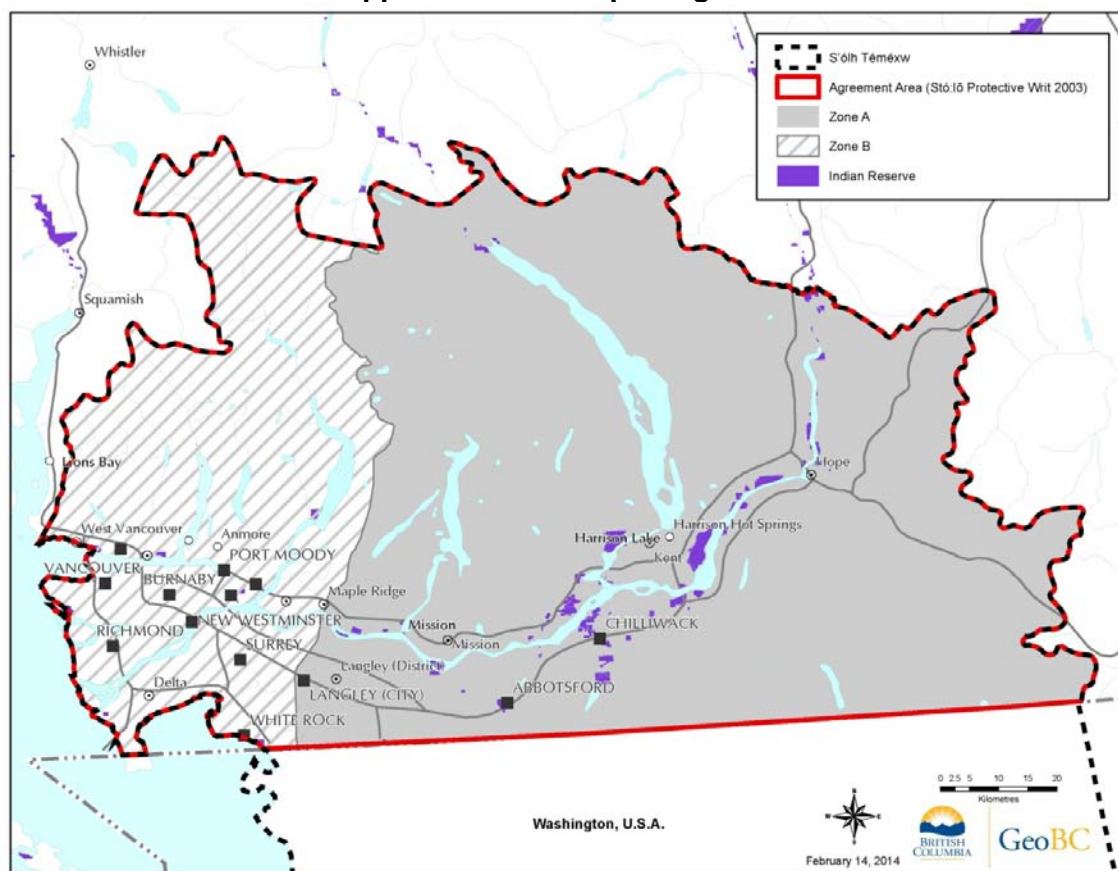 Whistler
S'ólh Téméxw
Agreement Area (Stó:lō Protective Writ 2003)
Zone A
Zone B
Indian Reserve
Squamish
Lions Bay
Hope
West Vancouver
Anmore
Harrison Hot Springs
Harrison Lake
PORT MOODY
Kent
VANCOUVER
BURNABY
Maple Ridge
NEW WESTMINSTER
Mission
CHILLIWACK
RICHMOND
Mission
SURREY
Langley (District)
Delta
LANGLEY (CITY)
ABBOTSFORD
WHITE ROCK
0 2.5 5 10 15 20
Kilometres
Washington, U.S.A.
N
W E
S
February 14, 2014
BRITISH
COLUMBIA
GeoBC